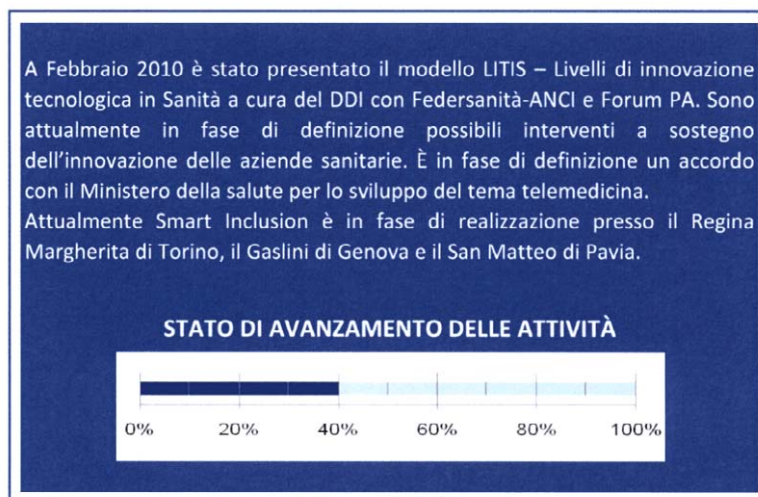 A Febbraio 2010 è stato presentato il modello LITIS – Livelli di innovazione
tecnologica in Sanità a cura del DDI con Federsanità-ANCI e Forum PA. Sono
attualmente in fase di definizione possibili interventi a sostegno
dell'innovazione delle aziende sanitarie. È in fase di definizione un accordo
con il Ministero della salute per lo sviluppo del tema telemedicina.
Attualmente Smart Inclusion è in fase di realizzazione presso il Regina
Margherita di Torino, il Gaslini di Genova e il San Matteo di Pavia.
STATO DI AVANZAMENTO DELLE ATTIVITÀ
0% 20% 40% 60% 80% 100%